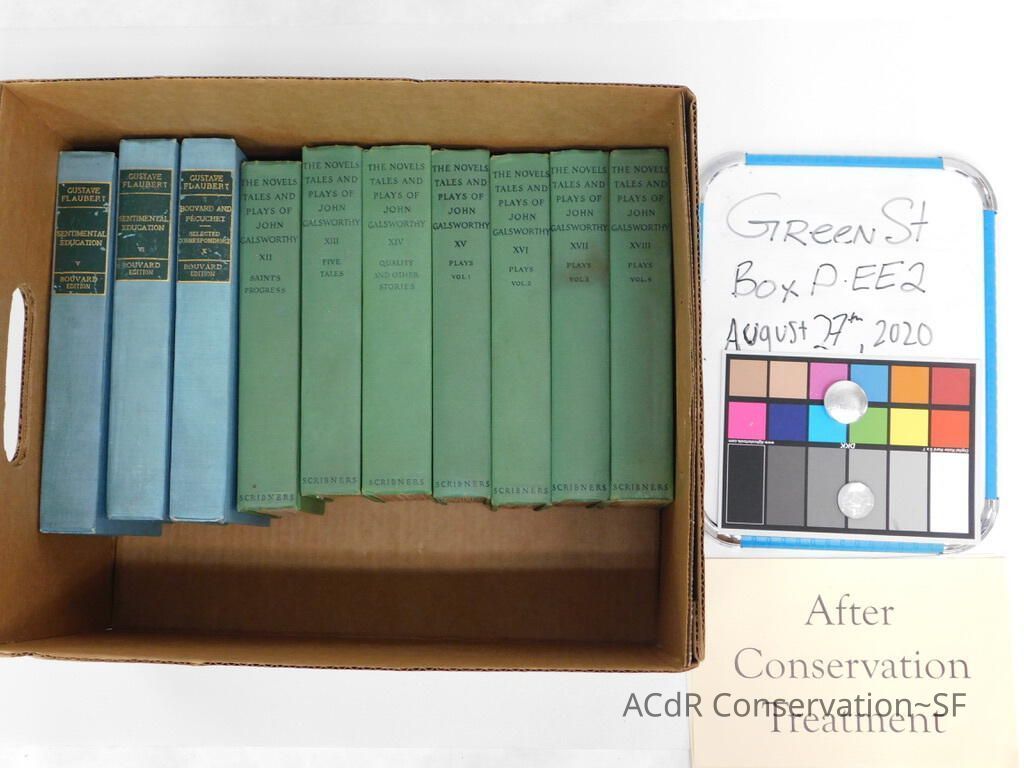 GUSTAVE
FLAUBERT
SENTIMENTAL
EDUCATION
V
BOUVARD
EDITION
GUSTAVE
FLAUBERT
SENTIMENTAL
EDUCATION
VI
BOUVARD
EDITION
GUSTAVE
FLAUBERT
BOUVARD AND
PÉCUCHET
SELECTED
CORRESPONDENCE
X
BOUVARD
EDITION
THE NOVELS
TALES AND
PLAYS OF
JOHN
GALSWORTHY
XII
SAINT'S
PROGRESS
SCRIBNERS
THE NOVELS
TALES AND
PLAYS OF
JOHN
GALSWORTHY
XIII
FIVE
TALES
SCRIBNERS
THE NOVELS
TALES AND
PLAYS OF
JOHN
GALSWORTHY
XIV
QUALITY
AND OTHER
STORIES
SCRIBNERS
THE NOVELS
TALES AND
PLAYS OF
JOHN
GALSWORTHY
XV
PLAYS
VOL. 1
SCRIBNERS
THE NOVELS
TALES AND
PLAYS OF
JOHN
GALSWORTHY
XVI
PLAYS
VOL. 2
SCRIBNERS
THE NOVELS
TALES AND
PLAYS OF
JOHN
GALSWORTHY
XVII
PLAYS
VOL. 3
SCRIBNERS
THE NOVELS
TALES AND
PLAYS OF
JOHN
GALSWORTHY
XVIII
PLAYS
VOL. 4
SCRIBNERS
Green St
Box P.EE2
August 27th, 2020
DKK
After
Conservation
Treatment
ACdR Conservation~SF